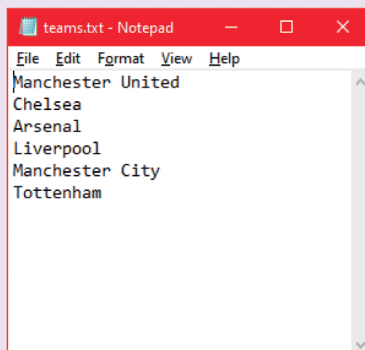 teams.txt - Notepad
File Edit Format View Help
Manchester United
Chelsea
Arsenal
Liverpool
Manchester City
Tottenham